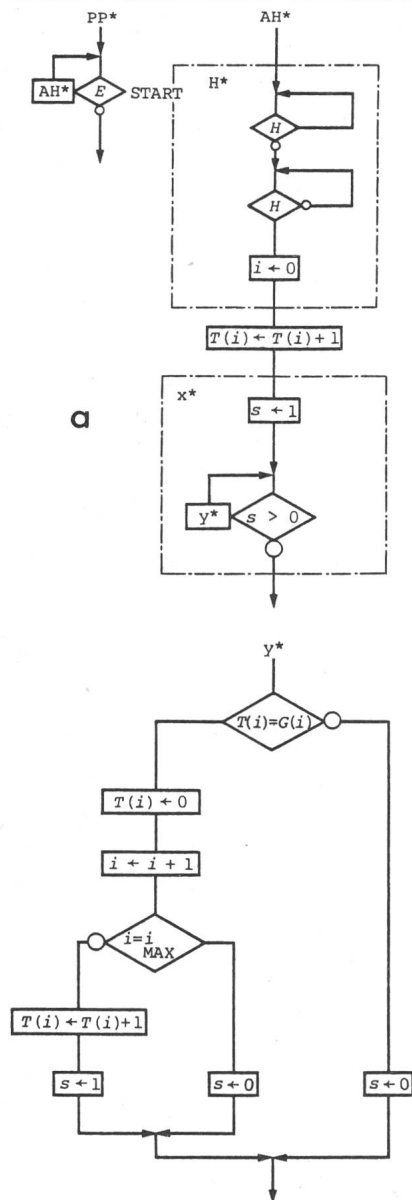 PP*
AH*
AH*
E
START
H*
H
H
i ← 0
T(i) ← T(i)+1
x*
a
s ← 1
y*
s > 0
y*
T(i)=G(i)
T(i) ← 0
i ← i + 1
i=i MAX
T(i) ← T(i)+1
s ← 1
s ← 0
s ← 0